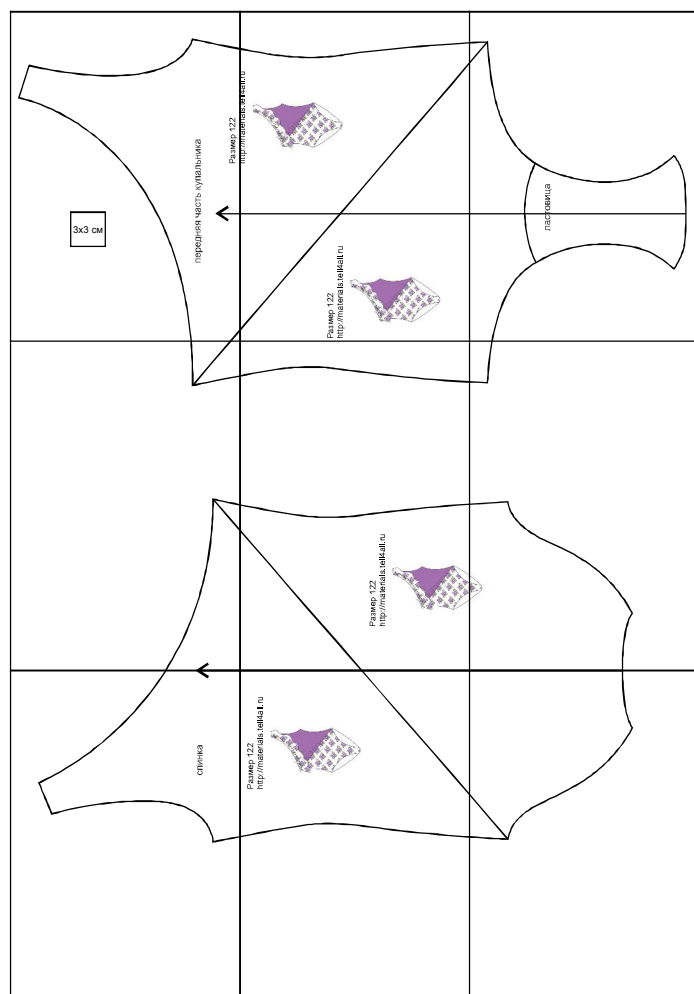 3х3 см
передняя часть купальника
Размер 122
http://materials.tell4all.ru
Размер 122
http://materials.tell4all.ru
ластовица
Размер 122
http://materials.tell4all.ru
спинка
Размер 122
http://materials.tell4all.ru